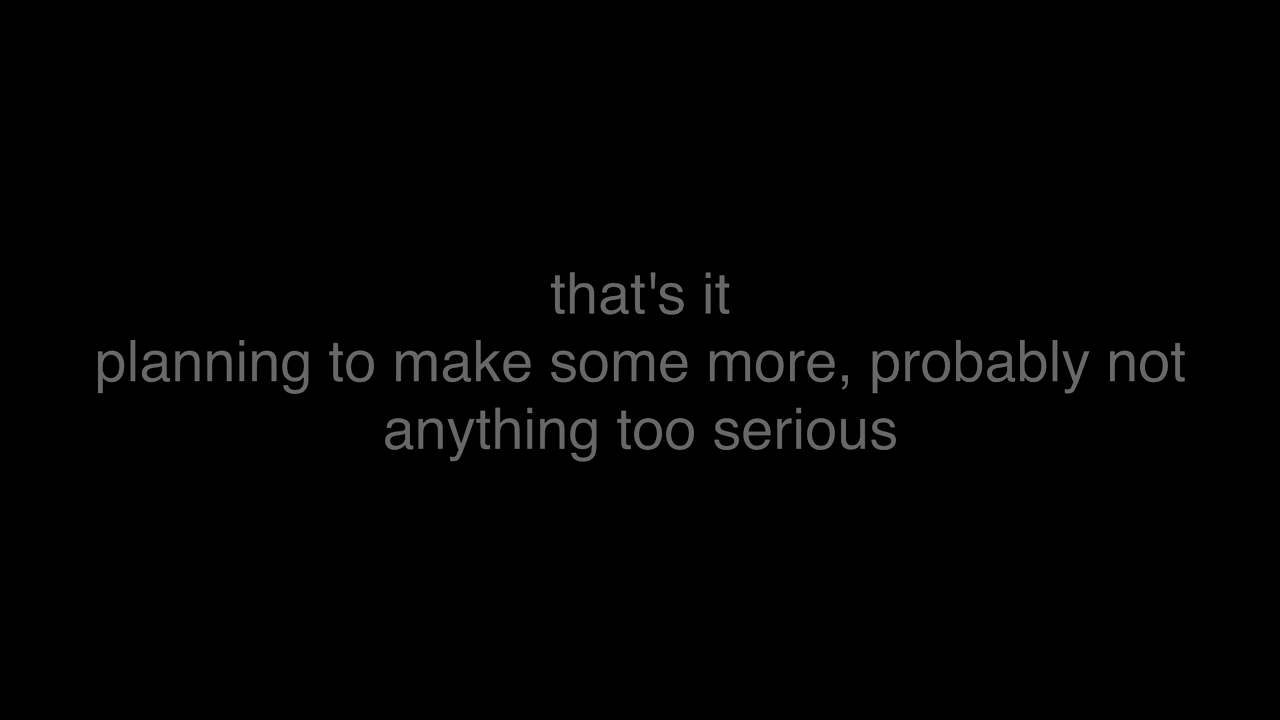 that's it
planning to make some more, probably not
anything too serious